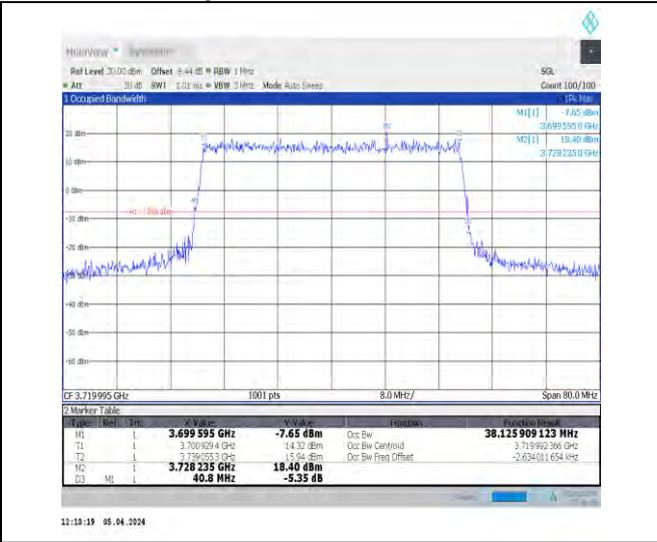 MultiView Spectrum
Ref Level 30.00 dBm Offset 9.44 dB RBW 1 MHz SGL
Att 30 dB SWT 1.01 ms VBW 3 MHz Mode Auto Sweep Count 100/100
1 Occupied Bandwidth 1Pk Max
M1[1] -7.65 dBm
3.699595 0 GHz
M2[1] 18.40 dBm
3.7282350 GHz
20 dBm
10 dBm
0 dBm
-10 dBm
-20 dBm
-40 dBm
-50 dBm
-60 dBm
CF 3.719995 GHz 1001 pts 8.0 MHz/ Span 80.0 MHz
2 Marker Table
Type Ref Trc X-Value Y-Value Function Function Result
M1 1 3.699 595 GHz -7.65 dBm Occ Bw 38.125 909 123 MHz
T1 1 3.700929 4 GHz 14.32 dBm Occ Bw Centroid 3.719992 366 GHz
T2 1 3.739055 3 GHz 15.94 dBm Occ Bw Freq Offset -2.634011 654 kHz
M2 1 3.728 235 GHz 18.40 dBm
D3 M1 1 40.8 MHz -5.35 dB
12:10:19 05.04.2024